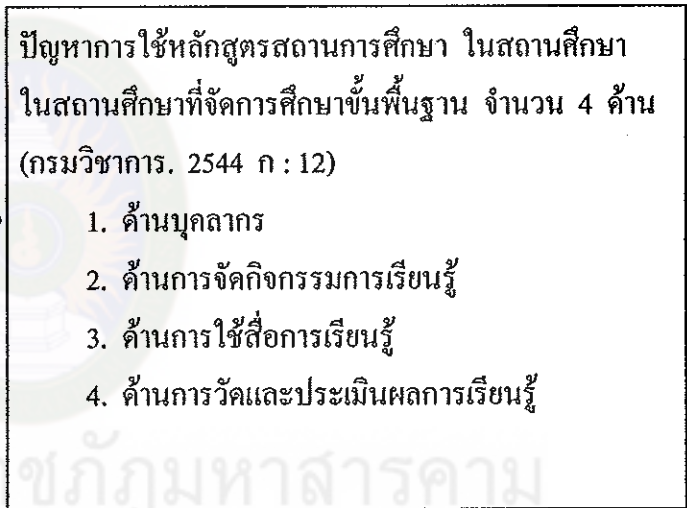 ปัญหาการใช้หลักสูตรสถานการศึกษา ในสถานศึกษา
ในสถานศึกษาที่จัดการศึกษาขั้นพื้นฐาน จำนวน 4 ด้าน
(กรมวิชาการ. 2544 ก : 12)
1. ด้านบุคลากร
2. ด้านการจัดกิจกรรมการเรียนรู้
3. ด้านการใช้สื่อการเรียนรู้
4. ด้านการวัดและประเมินผลการเรียนรู้
ชภัฏมหาสารคาม